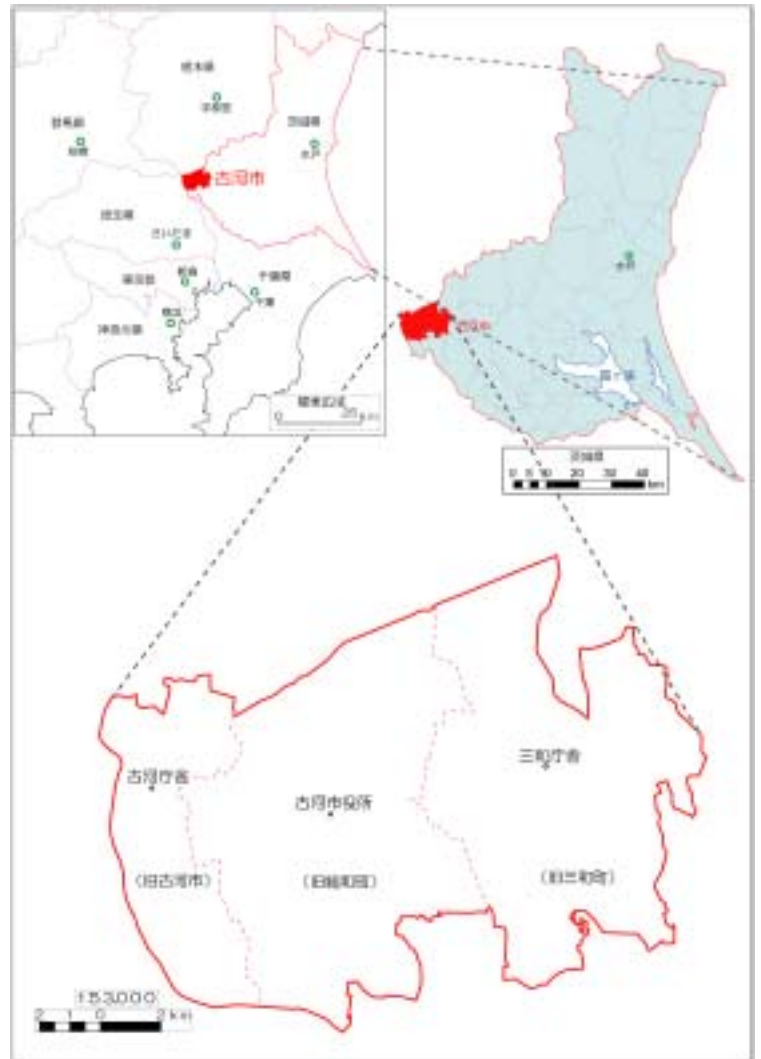 栃木県
宇都宮
群馬県
前橋
茨城県
水戸
古河市
埼玉県
さいたま
東京都
千葉県
千葉
横浜
神奈川県
関東広域
0 25 km
水戸
古河市
霞ヶ浦
茨城県
0 5 10 20 30 40
km
古河庁舎
三和庁舎
古河市役所
(旧古河市)
(旧総和町)
(旧三和町)
1:53,000
2 1 0 2 km